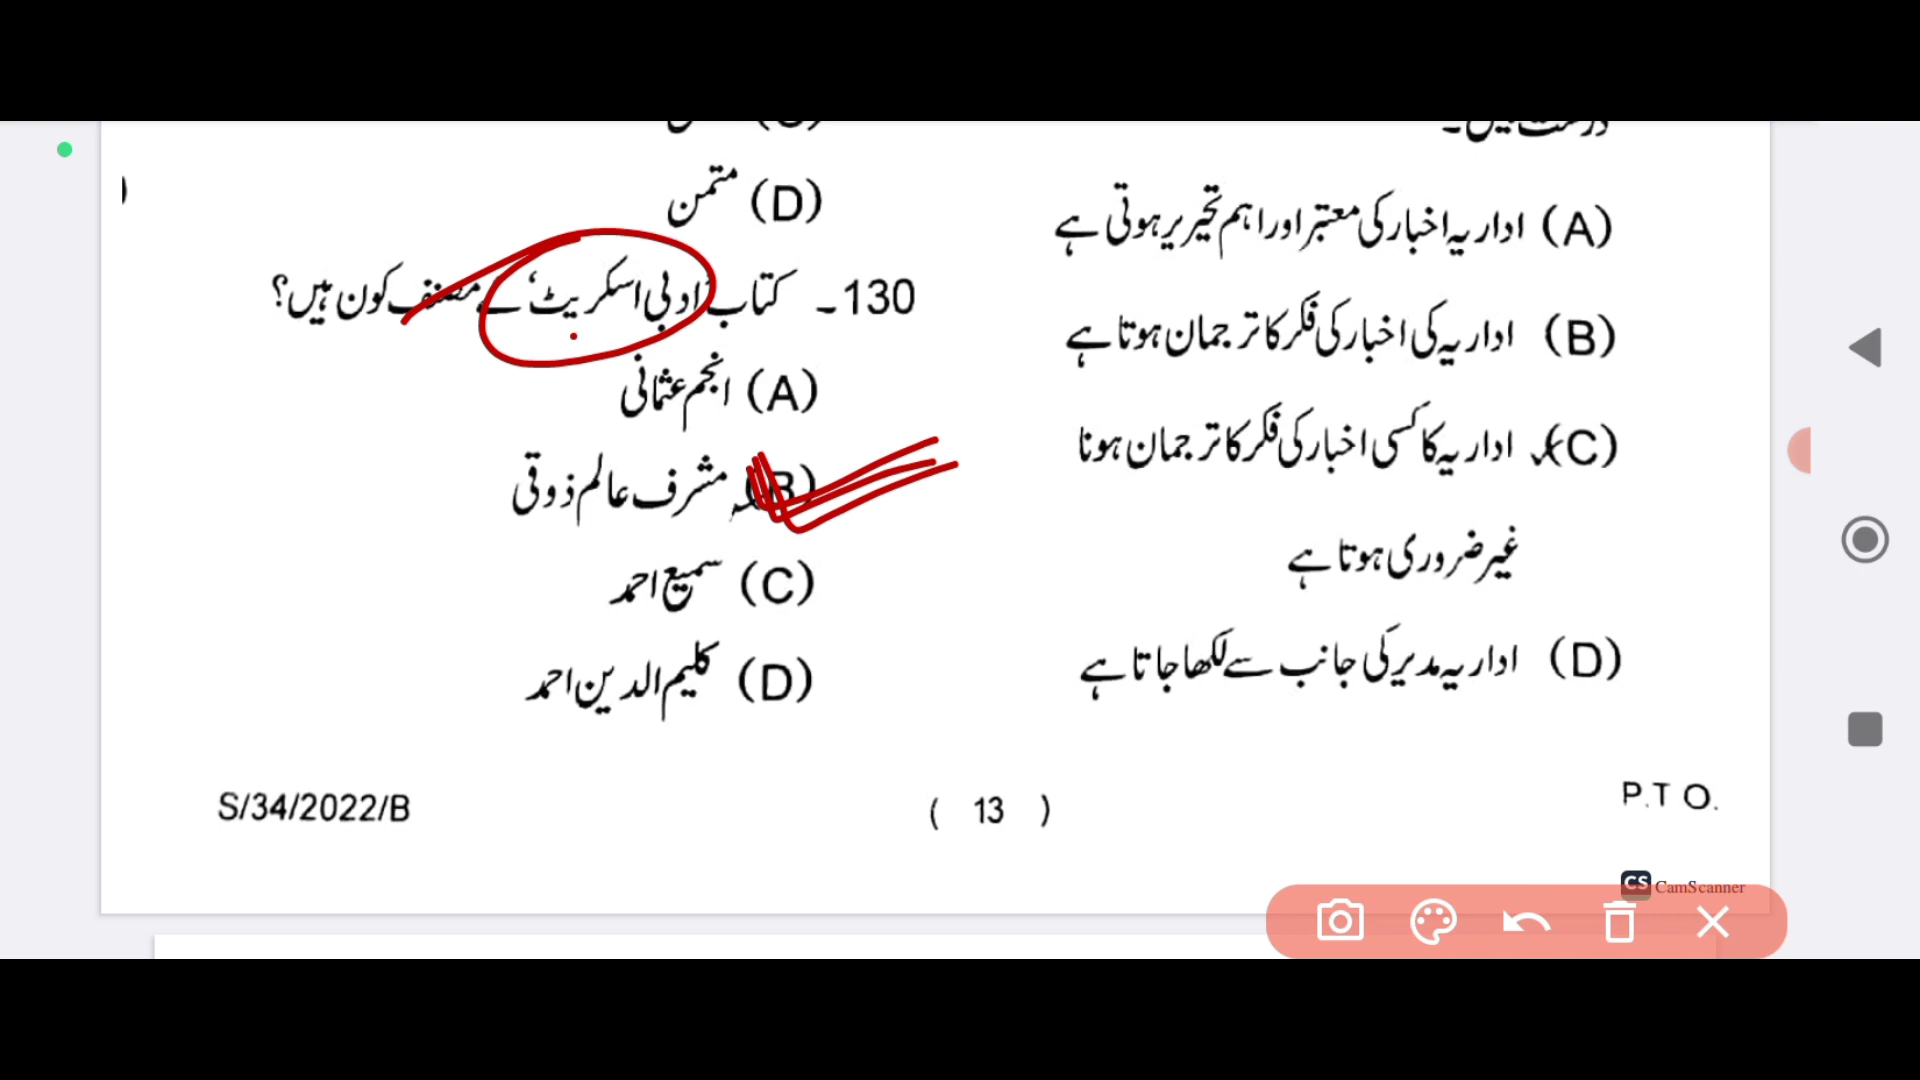 (A) اداریہ اخبار کی معتبر اور اہم تحریر ہوتی ہے
(B) اداریہ کی اخبار کی فکر کا ترجمان ہوتا ہے
(C) اداریہ کا کسی اخبار کی فکر کا ترجمان ہونا
غیر ضروری ہوتا ہے
(D) اداریہ مدیر کی جانب سے لکھا جاتا ہے
(D) متمن
130۔ کتاب ’ادبی اسکرپٹ‘ کے مصنف کون ہیں؟
(A) انجم عثمانی
(B) مشرف عالم ذوقی
(C) سمیع احمد
(D) کلیم الدین احمد
S/34/2022/B
( 13 )
P.T O.
CS CamScanner